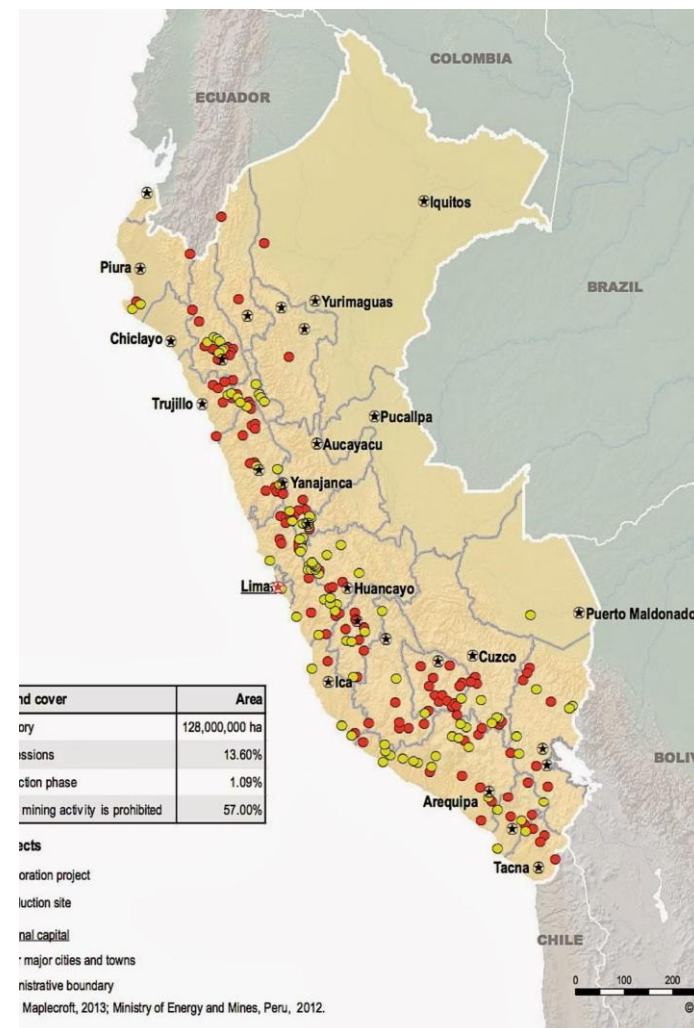 COLOMBIA
ECUADOR
Iquitos
Piura
BRAZIL
Yurimaguas
Chiclayo
Trujillo
Pucallpa
Aucayacu
Yanajanca
Lima
Huancayo
Puerto Maldonado
Cuzco
Ica
nd cover Area
ory 128,000,000 ha
essions 13.60%
ction phase 1.09%
mining activity is prohibited 57.00%
BOLIV
Arequipa
ects
oration project
Tacna
uction site
nal capital
r major cities and towns
CHILE
nistrative boundary
0 100 200
Maplecroft, 2013; Ministry of Energy and Mines, Peru, 2012.
©